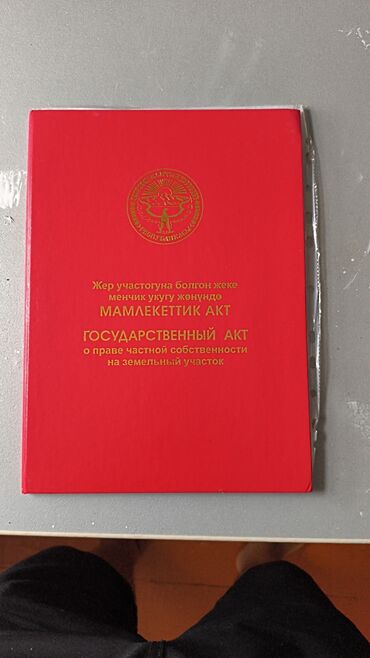 Жер участогуна болгон жеке
менчик укугу жөнүндө
МАМЛЕКЕТТИК АКТ
ГОСУДАРСТВЕННЫЙ АКТ
о праве частной собственности
на земельный участок